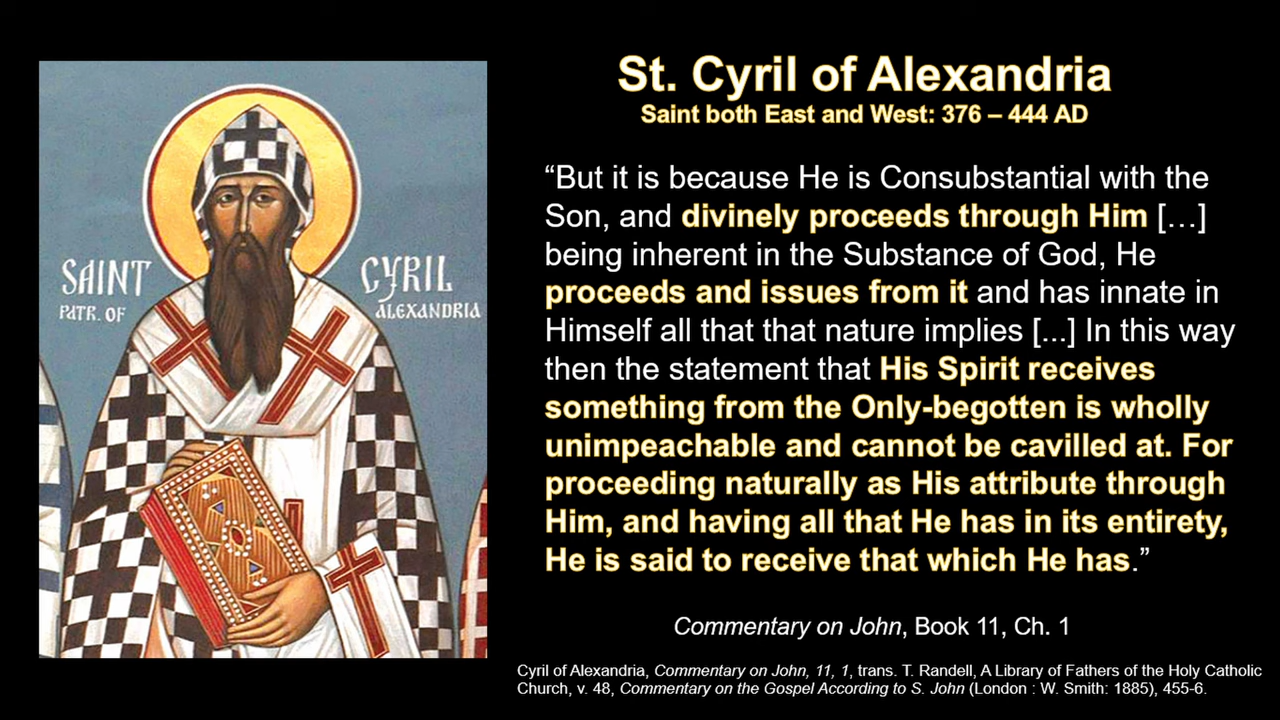 St. Cyril of Alexandria
Saint both East and West: 376 – 444 AD
SAINT
PATR. OF
CYRIL
ALEXANDRIA
“But it is because He is Consubstantial with the
Son, and divinely proceeds through Him […]
being inherent in the Substance of God, He
proceeds and issues from it and has innate in
Himself all that that nature implies [...] In this way
then the statement that His Spirit receives
something from the Only-begotten is wholly
unimpeachable and cannot be cavilled at. For
proceeding naturally as His attribute through
Him, and having all that He has in its entirety,
He is said to receive that which He has.”
Commentary on John, Book 11, Ch. 1
Cyril of Alexandria, Commentary on John, 11, 1, trans. T. Randell, A Library of Fathers of the Holy Catholic
Church, v. 48, Commentary on the Gospel According to S. John (London : W. Smith: 1885), 455-6.